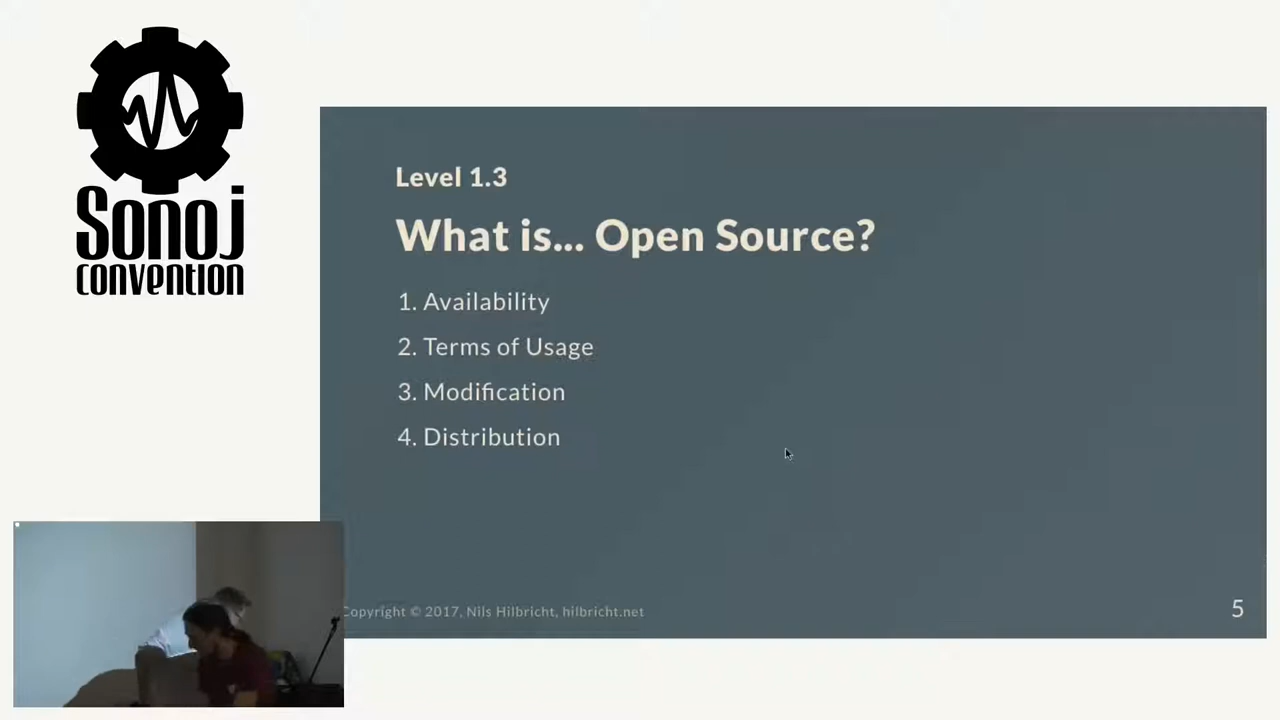 Sonoj
convention
Level 1.3
What is... Open Source?
1. Availability
2. Terms of Usage
3. Modification
4. Distribution
Copyright © 2017, Nils Hilbricht, hilbricht.net
5